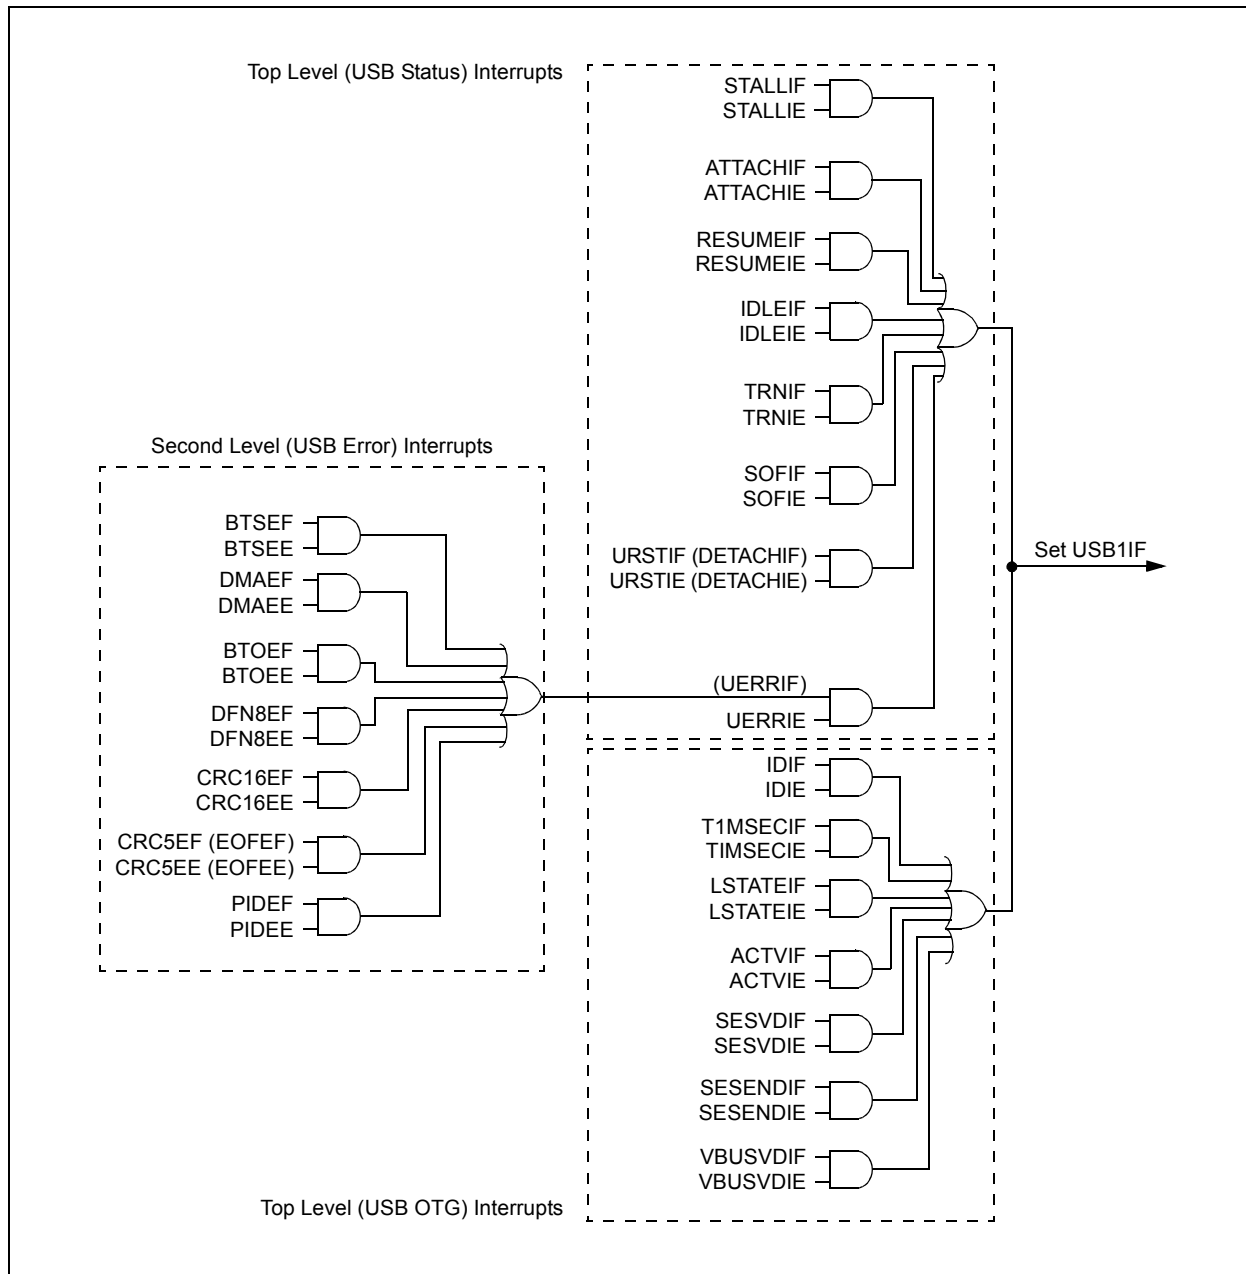 Top Level (USB Status) Interrupts
STALLIF
STALLIE
ATTACHIF
ATTACHIE
RESUMEIF
RESUMEIE
IDLEIF
IDLEIE
TRNIF
TRNIE
SOFIF
SOFIE
URSTIF (DETACHIF)
URSTIE (DETACHIE)
(UERRIF)
UERRIE
Second Level (USB Error) Interrupts
BTSEF
BTSEE
DMAEF
DMAEE
BTOEF
BTOEE
DFN8EF
DFN8EE
CRC16EF
CRC16EE
CRC5EF (EOFEF)
CRC5EE (EOFEE)
PIDEF
PIDEE
Set USB1IF
IDIF
IDIE
T1MSECIF
TIMSECIE
LSTATEIF
LSTATEIE
ACTVIF
ACTVIE
SESVDIF
SESVDIE
SESENDIF
SESENDIE
VBUSVDIF
VBUSVDIE
Top Level (USB OTG) Interrupts